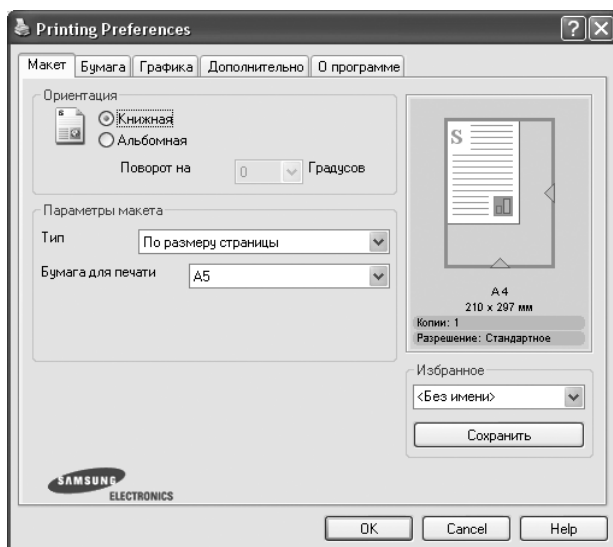 Printing Preferences
Макет Бумага Графика Дополнительно О программе
Ориентация
S
Книжная
Альбомная
Поворот на 0 Градусов
Параметры макета
Тип По размеру страницы
Бумага для печати A5
S
A4
210 x 297 мм
Копии: 1
Разрешение: Стандартное
Избранное
<Без имени>
Сохранить
SAMSUNG
ELECTRONICS
OK Cancel Help